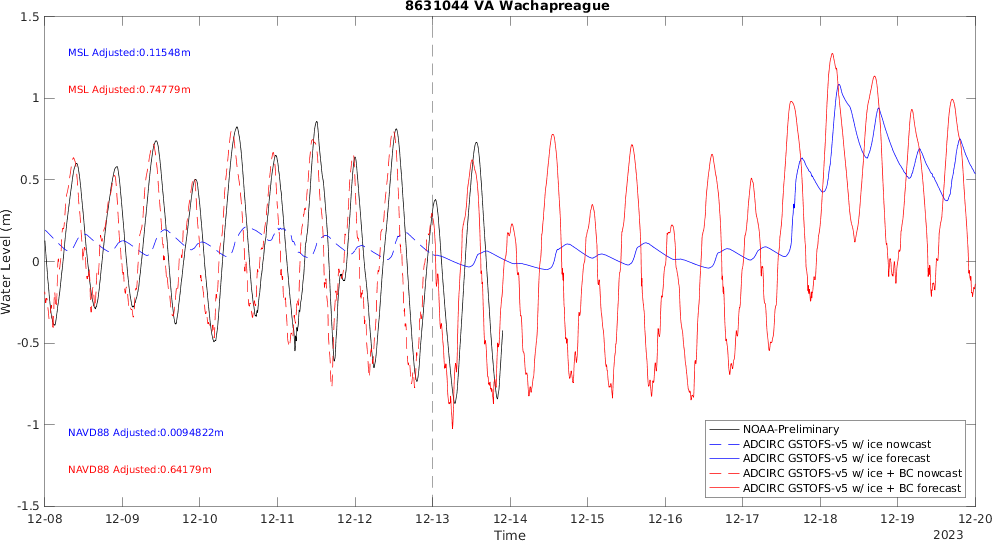 8631044 VA Wachapreague
1.5
1
0.5
0
-0.5
-1
-1.5
Water Level (m)
MSL Adjusted:0.11548m
MSL Adjusted:0.74779m
NAVD88 Adjusted:0.0094822m
NAVD88 Adjusted:0.64179m
NOAA-Preliminary
ADCIRC GSTOFS-v5 w/ ice nowcast
ADCIRC GSTOFS-v5 w/ ice forecast
ADCIRC GSTOFS-v5 w/ ice + BC nowcast
ADCIRC GSTOFS-v5 w/ ice + BC forecast
12-08 12-09 12-10 12-11 12-12 12-13 12-14 12-15 12-16 12-17 12-18 12-19 12-20
Time
2023